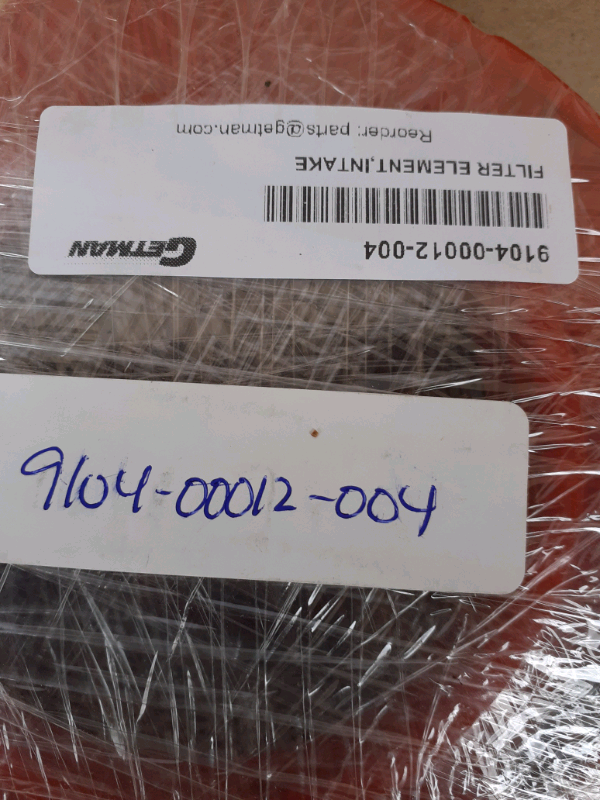 9104-00012-004
GETMAN
FILTER ELEMENT,INTAKE
Reorder: parts@getman.com
9104-00012-004